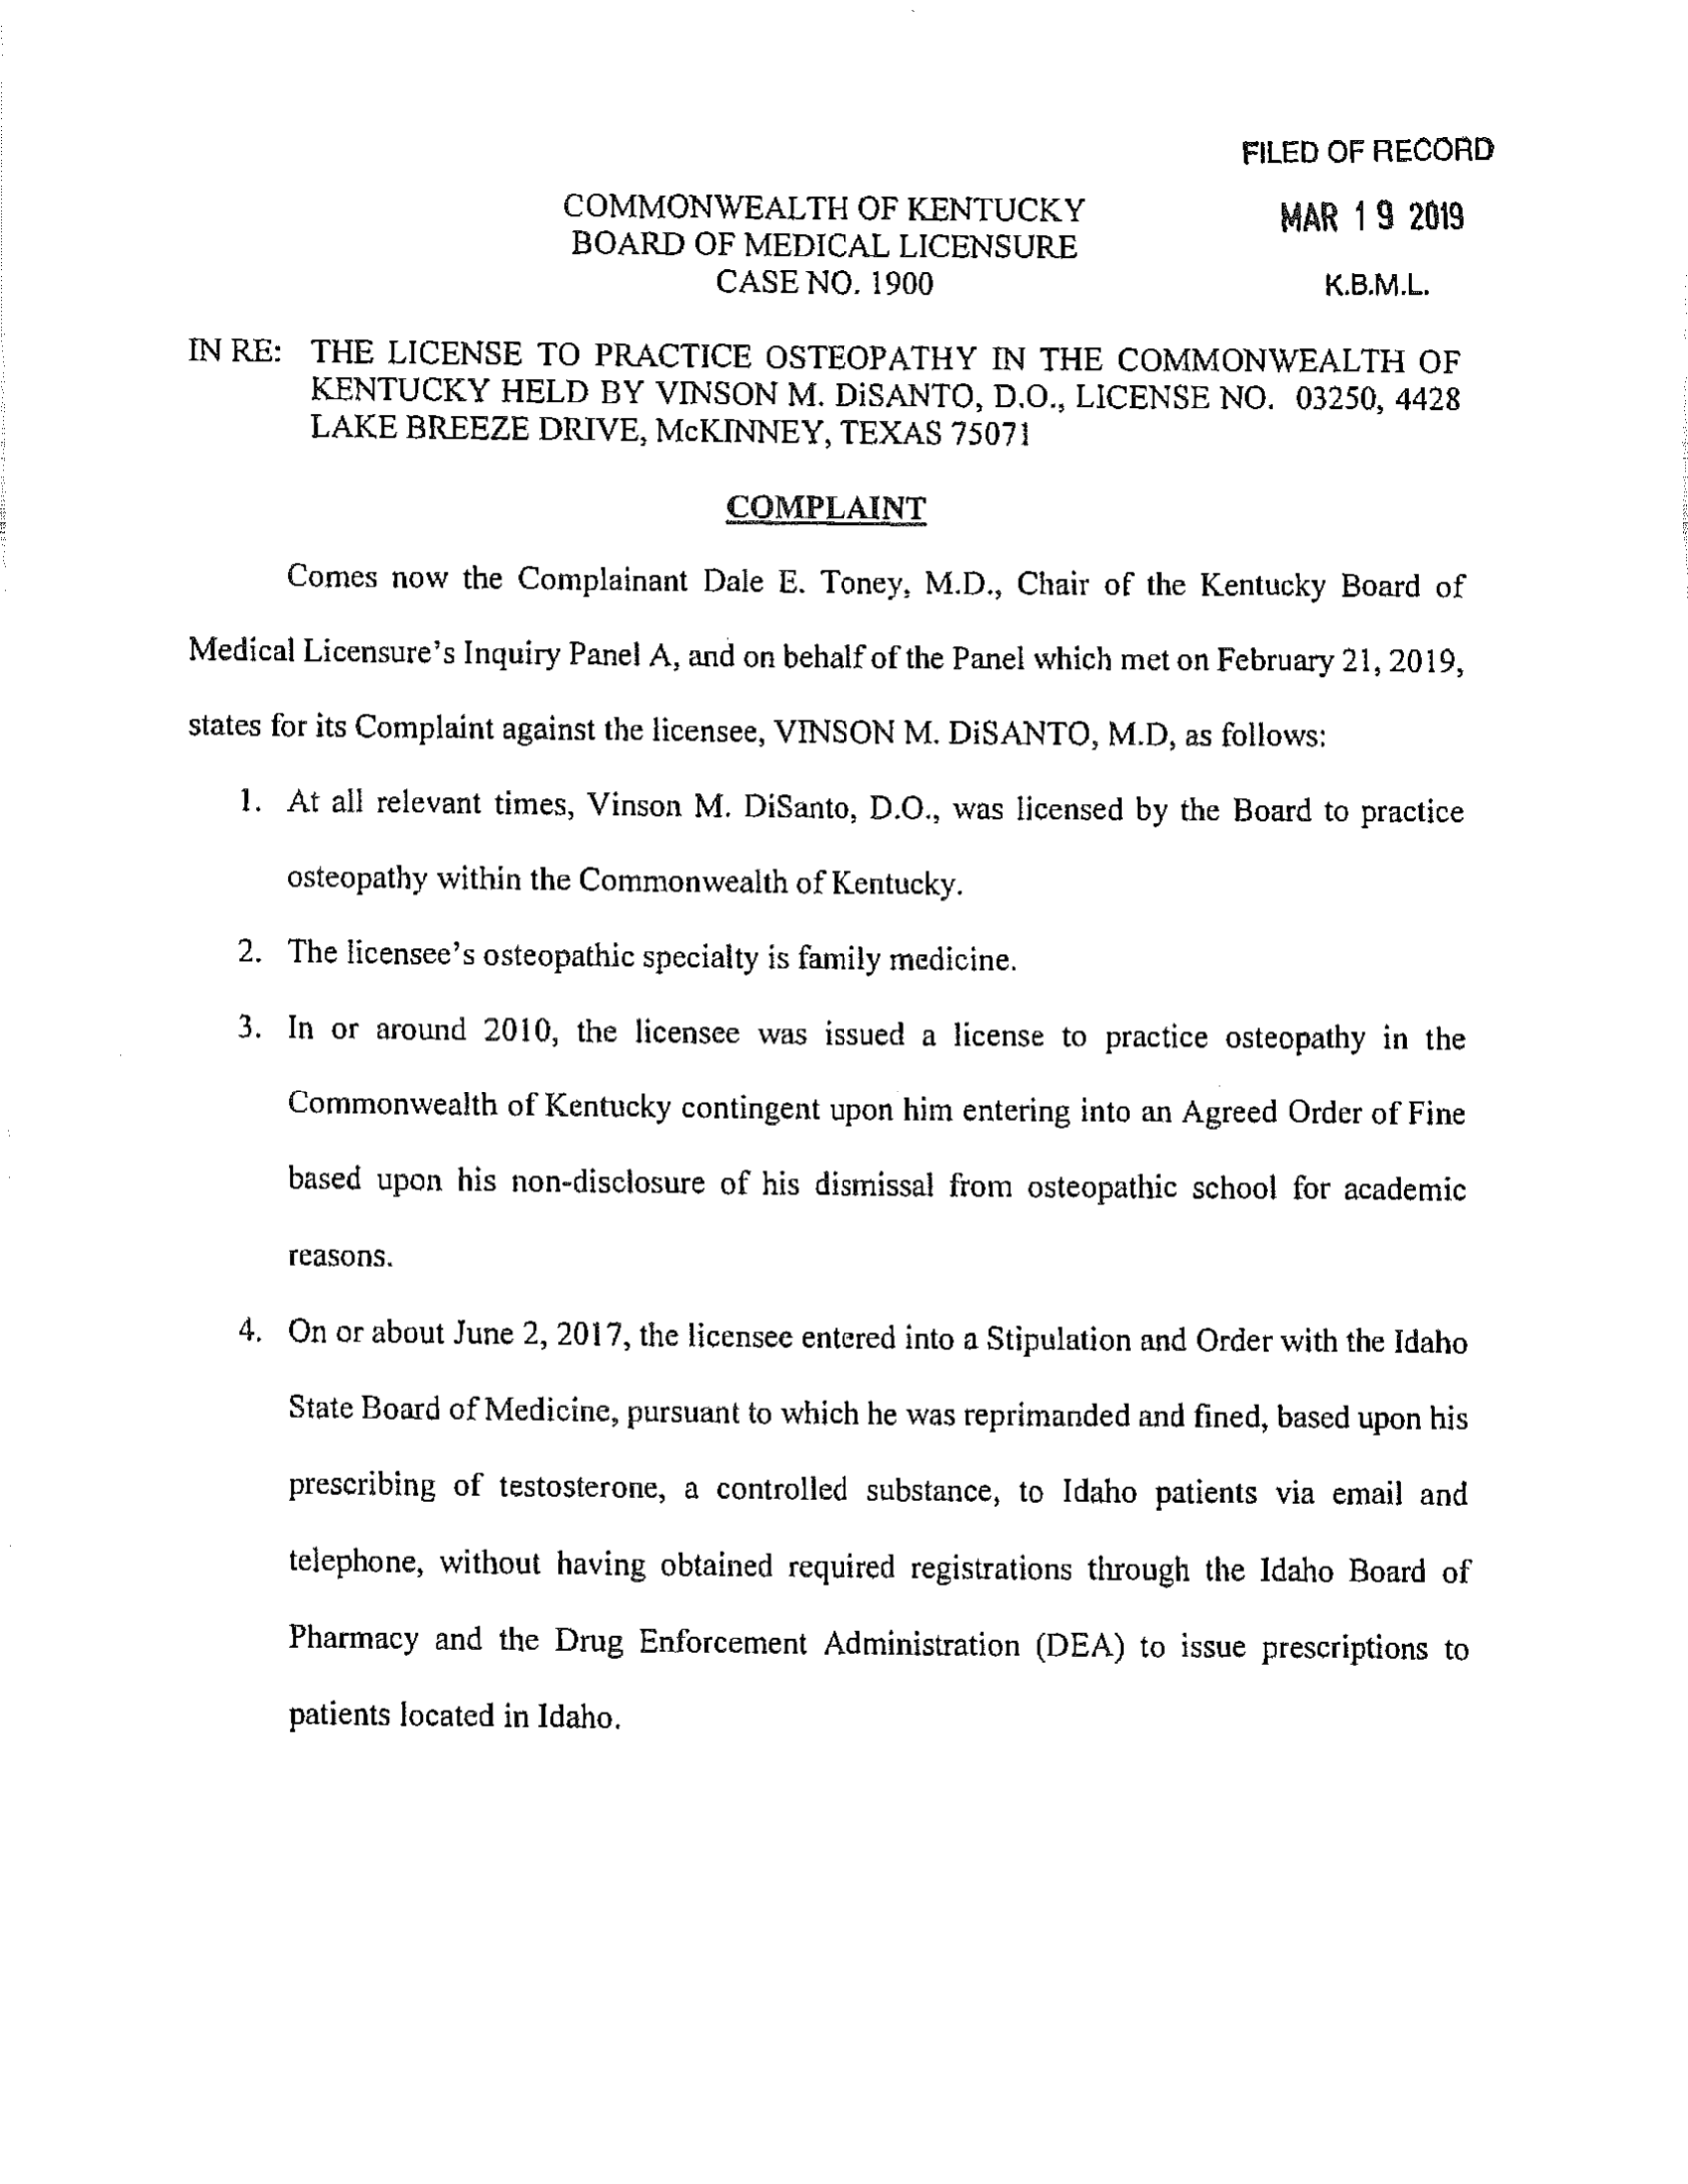 FILED OF RECORD
COMMONWEALTH OF KENTUCKY
BOARD OF MEDICAL LICENSURE
CASE NO. 1900
MAR 19 2019
K.B.M.L.
IN RE: THE LICENSE TO PRACTICE OSTEOPATHY IN THE COMMONWEALTH OF
KENTUCKY HELD BY VINSON M. DiSANTO, D.O., LICENSE NO. 03250, 4428
LAKE BREEZE DRIVE, McKINNEY, TEXAS 75071
COMPLAINT
Comes now the Complainant Dale E. Toney, M.D., Chair of the Kentucky Board of
Medical Licensure's Inquiry Panel A, and on behalf of the Panel which met on February 21, 2019,
states for its Complaint against the licensee, VINSON M. DiSANTO, M.D, as follows:
1. At all relevant times, Vinson M. DiSanto, D.O., was licensed by the Board to practice
osteopathy within the Commonwealth of Kentucky.
2. The licensee's osteopathic specialty is family medicine.
3. In or around 2010, the licensee was issued a license to practice osteopathy in the
Commonwealth of Kentucky contingent upon him entering into an Agreed Order of Fine
based upon his non-disclosure of his dismissal from osteopathic school for academic
reasons.
4. On or about June 2, 2017, the licensee entered into a Stipulation and Order with the Idaho
State Board of Medicine, pursuant to which he was reprimanded and fined, based upon his
prescribing of testosterone, a controlled substance, to Idaho patients via email and
telephone, without having obtained required registrations through the Idaho Board of
Pharmacy and the Drug Enforcement Administration (DEA) to issue prescriptions to
patients located in Idaho.